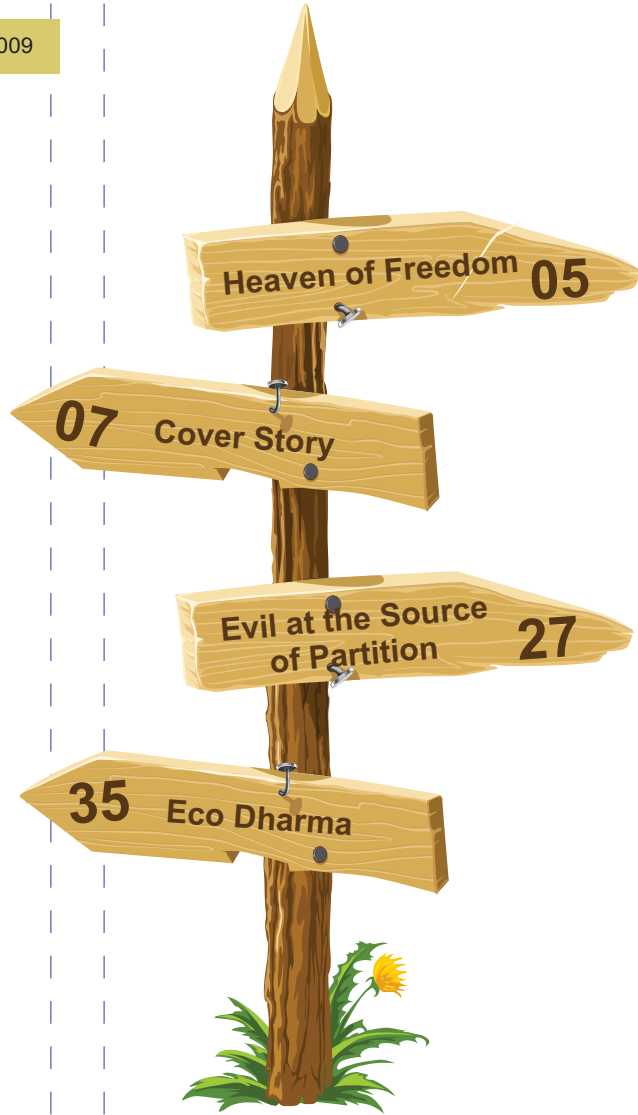 009
Heaven of Freedom 05
07 Cover Story
Evil at the Source
of Partition 27
35 Eco Dharma